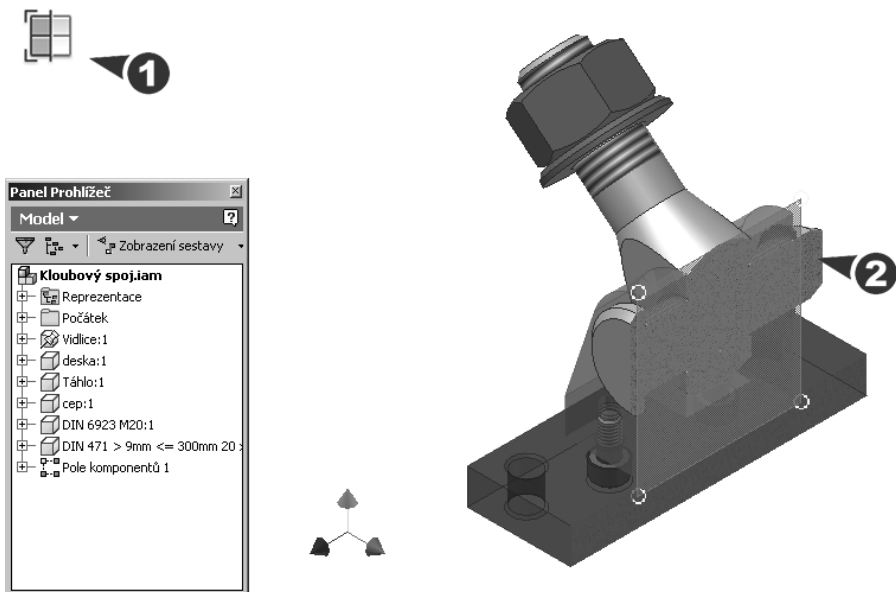 1
2
Panel Prohlížeč
Model
Zobrazení sestavy
Kloubový spoj.iam
Reprezentace
Počátek
Vidlice:1
deska:1
Táhlo:1
cep:1
DIN 6923 M20:1
DIN 471 > 9mm <= 300mm 20 >
Pole komponentů 1